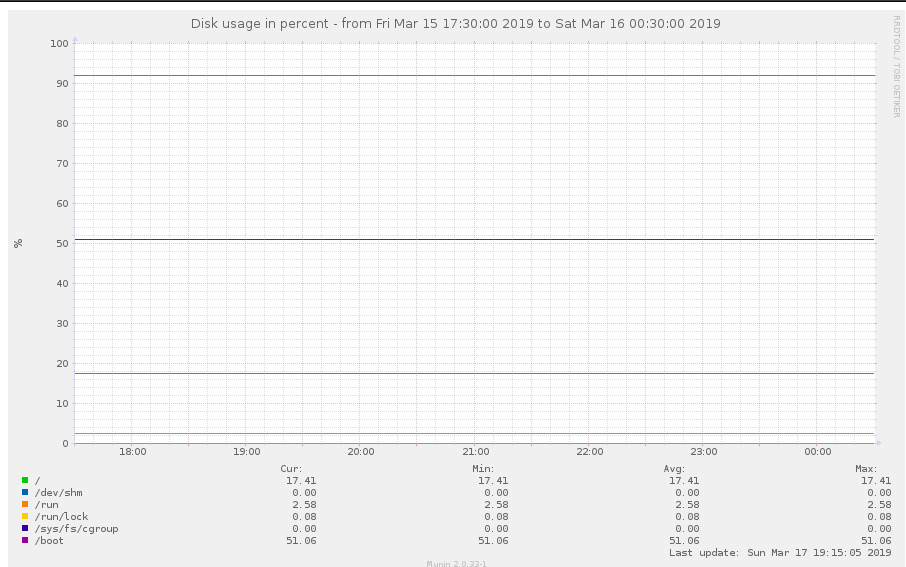 Disk usage in percent - from Fri Mar 15 17:30:00 2019 to Sat Mar 16 00:30:00 2019
RRDTOOL / TOBI OETIKER
%
100
90
80
70
60
50
40
30
20
10
0
18:00 19:00 20:00 21:00 22:00 23:00 00:00
Cur: Min: Avg: Max:
/ 17.41 17.41 17.41 17.41
/dev/shm 0.00 0.00 0.00 0.00
/run 2.58 2.58 2.58 2.58
/run/lock 0.08 0.08 0.08 0.08
/sys/fs/cgroup 0.00 0.00 0.00 0.00
/boot 51.06 51.06 51.06 51.06
Last update: Sun Mar 17 19:15:05 2019
Munin 2.0.33-1